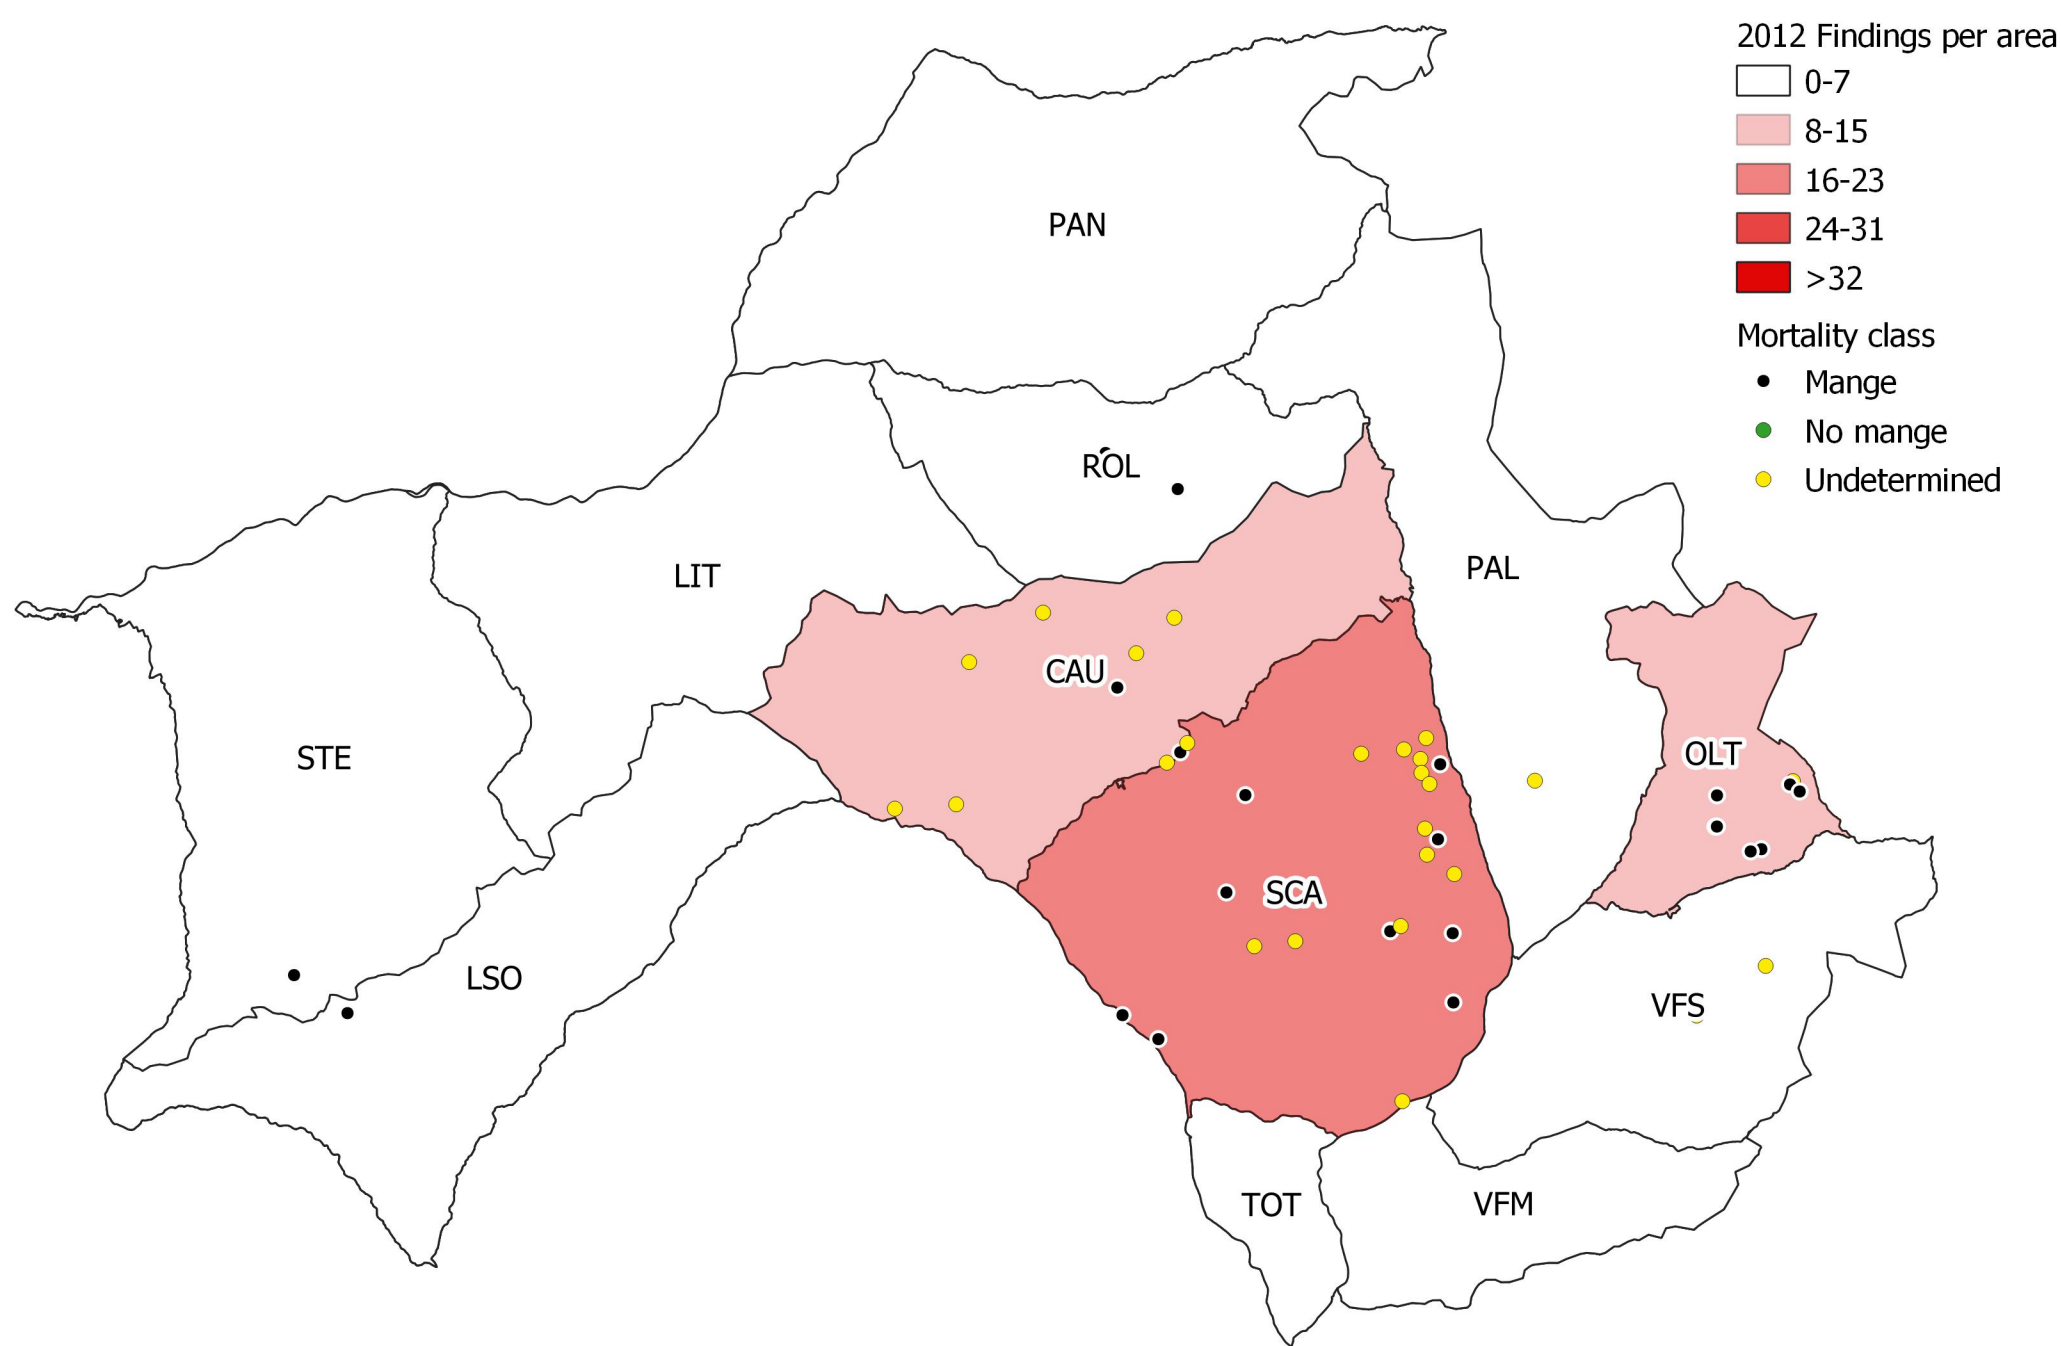 2012 Findings per area
0-7
8-15
16-23
24-31
>32
Mortality class
Mange
No mange
Undetermined
PAN
ROL
LIT
PAL
CAU
STE
OLT
SCA
LSO
VFS
TOT
VFM